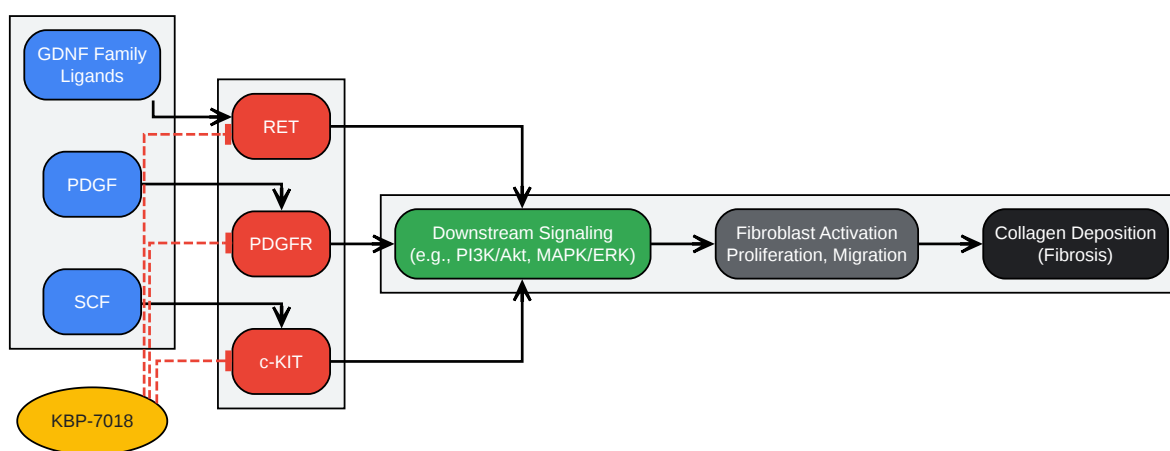 GDNF Family
Ligands
RET
PDGF
PDGFR
Downstream Signaling
(e.g., PI3K/Akt, MAPK/ERK)
Fibroblast Activation
Proliferation, Migration
Collagen Deposition
(Fibrosis)
SCF
c-KIT
KBP-7018